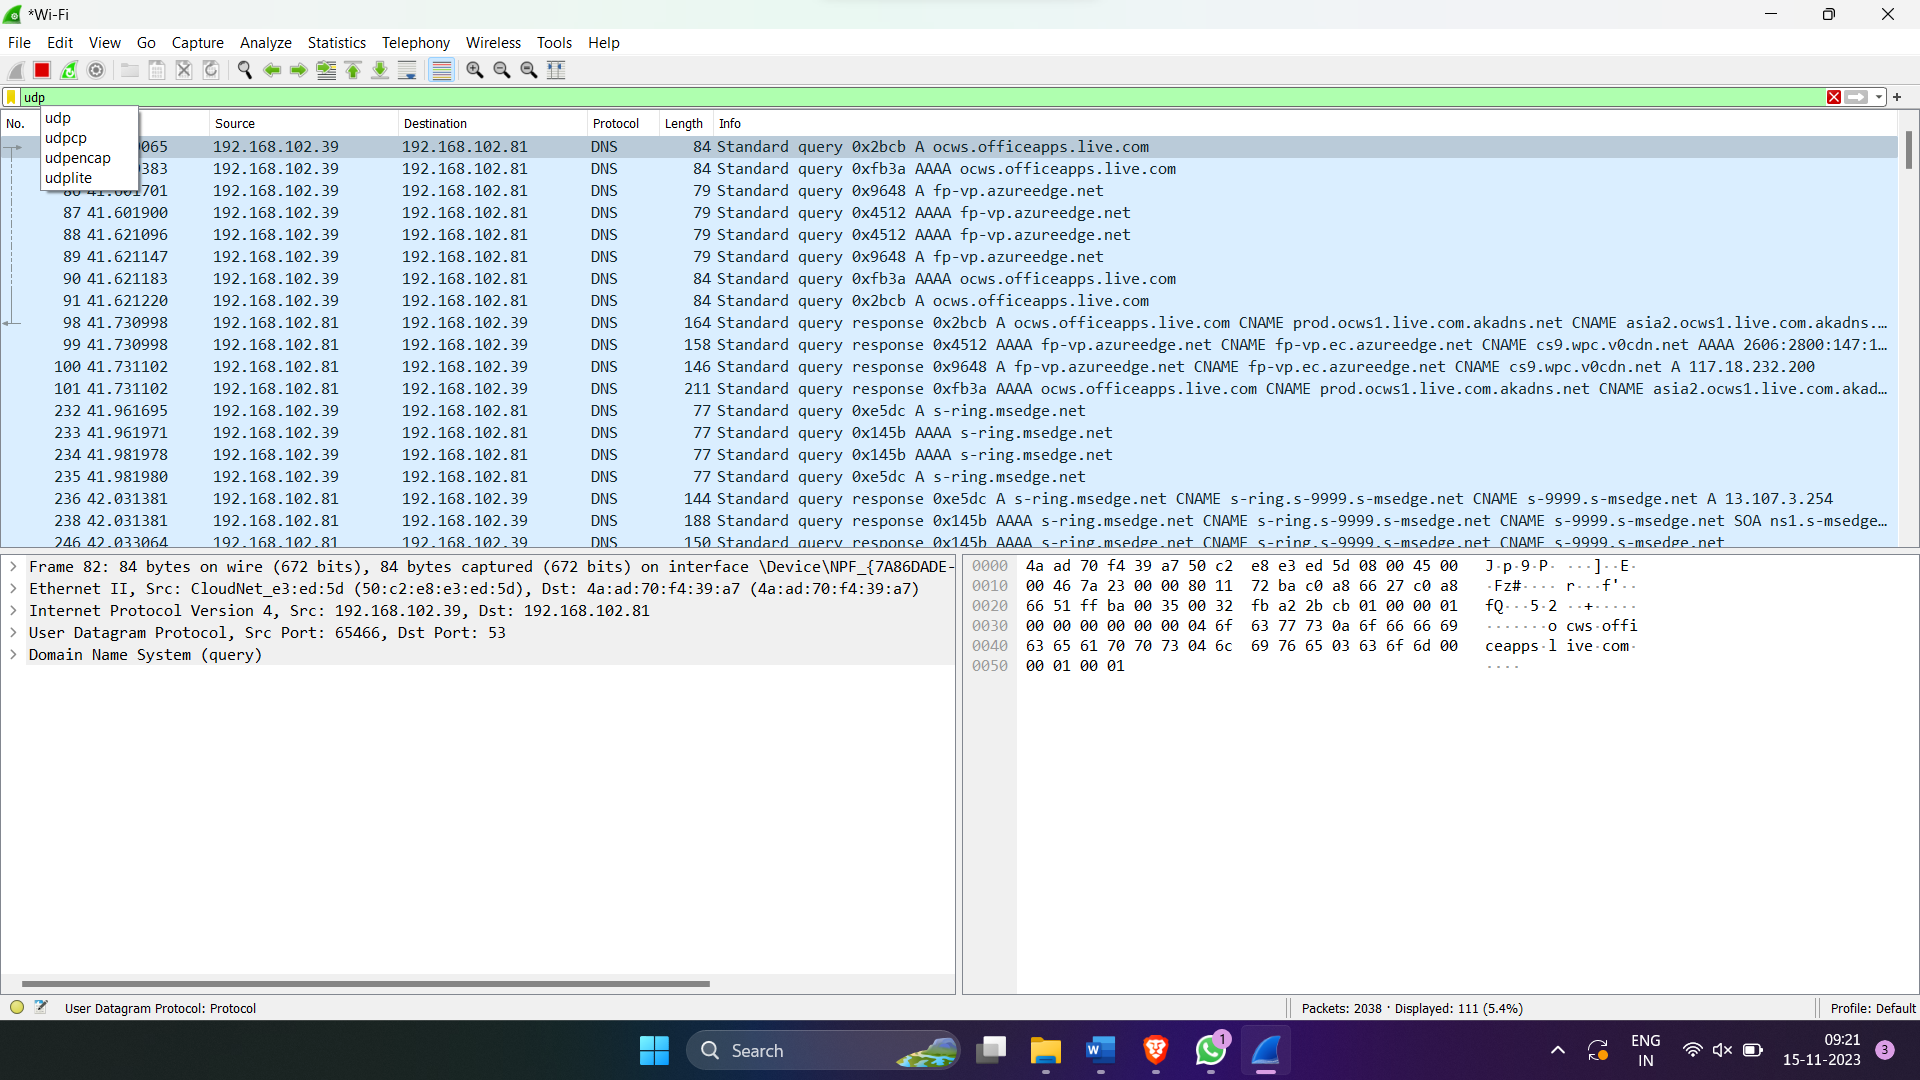 *Wi-Fi
File Edit View Go Capture Analyze Statistics Telephony Wireless Tools Help
udp
udp
udpcp
udpencap
udplite
No. Source Destination Protocol Length Info
065 192.168.102.39 192.168.102.81 DNS 84 Standard query 0x2bcb A ocws.officeapps.live.com
383 192.168.102.39 192.168.102.81 DNS 84 Standard query 0xfb3a AAAA ocws.officeapps.live.com
86 41.601701 192.168.102.39 192.168.102.81 DNS 79 Standard query 0x9648 A fp-vp.azureedge.net
87 41.601900 192.168.102.39 192.168.102.81 DNS 79 Standard query 0x4512 AAAA fp-vp.azureedge.net
88 41.621096 192.168.102.39 192.168.102.81 DNS 79 Standard query 0x4512 AAAA fp-vp.azureedge.net
89 41.621147 192.168.102.39 192.168.102.81 DNS 79 Standard query 0x9648 A fp-vp.azureedge.net
90 41.621183 192.168.102.39 192.168.102.81 DNS 84 Standard query 0xfb3a AAAA ocws.officeapps.live.com
91 41.621220 192.168.102.39 192.168.102.81 DNS 84 Standard query 0x2bcb A ocws.officeapps.live.com
98 41.730998 192.168.102.81 192.168.102.39 DNS 164 Standard query response 0x2bcb A ocws.officeapps.live.com CNAME prod.ocws1.live.com.akadns.net CNAME asia2.ocws1.live.com.akadns.…
99 41.730998 192.168.102.81 192.168.102.39 DNS 158 Standard query response 0x4512 AAAA fp-vp.azureedge.net CNAME fp-vp.ec.azureedge.net CNAME cs9.wpc.v0cdn.net AAAA 2606:2800:147:1…
100 41.731102 192.168.102.81 192.168.102.39 DNS 146 Standard query response 0x9648 A fp-vp.azureedge.net CNAME fp-vp.ec.azureedge.net CNAME cs9.wpc.v0cdn.net A 117.18.232.200
101 41.731102 192.168.102.81 192.168.102.39 DNS 211 Standard query response 0xfb3a AAAA ocws.officeapps.live.com CNAME prod.ocws1.live.com.akadns.net CNAME asia2.ocws1.live.com.akad…
232 41.961695 192.168.102.39 192.168.102.81 DNS 77 Standard query 0xe5dc A s-ring.msedge.net
233 41.961971 192.168.102.39 192.168.102.81 DNS 77 Standard query 0x145b AAAA s-ring.msedge.net
234 41.981978 192.168.102.39 192.168.102.81 DNS 77 Standard query 0x145b AAAA s-ring.msedge.net
235 41.981980 192.168.102.39 192.168.102.81 DNS 77 Standard query 0xe5dc A s-ring.msedge.net
236 42.031381 192.168.102.81 192.168.102.39 DNS 144 Standard query response 0xe5dc A s-ring.msedge.net CNAME s-ring.s-9999.s-msedge.net CNAME s-9999.s-msedge.net A 13.107.3.254
238 42.031381 192.168.102.81 192.168.102.39 DNS 188 Standard query response 0x145b AAAA s-ring.msedge.net CNAME s-ring.s-9999.s-msedge.net CNAME s-9999.s-msedge.net SOA ns1.s-msedge…
246 42.033064 192.168.102.81 192.168.102.39 DNS 150 Standard query response 0x145b AAAA s-ring.msedge.net CNAME s-ring.s-9999.s-msedge.net CNAME s-9999.s-msedge.net
Frame 82: 84 bytes on wire (672 bits), 84 bytes captured (672 bits) on interface \Device\NPF_{7A86DADE-
Ethernet II, Src: CloudNet_e3:ed:5d (50:c2:e8:e3:ed:5d), Dst: 4a:ad:70:f4:39:a7 (4a:ad:70:f4:39:a7)
Internet Protocol Version 4, Src: 192.168.102.39, Dst: 192.168.102.81
User Datagram Protocol, Src Port: 65466, Dst Port: 53
Domain Name System (query)
0000 4a ad 70 f4 39 a7 50 c2 e8 e3 ed 5d 08 00 45 00 J·p·9·P· ···]··E·
0010 00 46 7a 23 00 00 80 11 72 ba c0 a8 66 27 c0 a8 ·Fz#···· r···f'··
0020 66 51 ff ba 00 35 00 32 fb a2 2b cb 01 00 00 01 fQ···5·2 ··+·····
0030 00 00 00 00 00 00 04 6f 63 77 73 0a 6f 66 66 69 ·······o cws·offi
0040 63 65 61 70 70 73 04 6c 69 76 65 03 63 6f 6d 00 ceapps·l ive·com·
0050 00 01 00 01 ····
User Datagram Protocol: Protocol Packets: 2038 · Displayed: 111 (5.4%) Profile: Default
Search
1
ENG
IN
09:21
15-11-2023
3